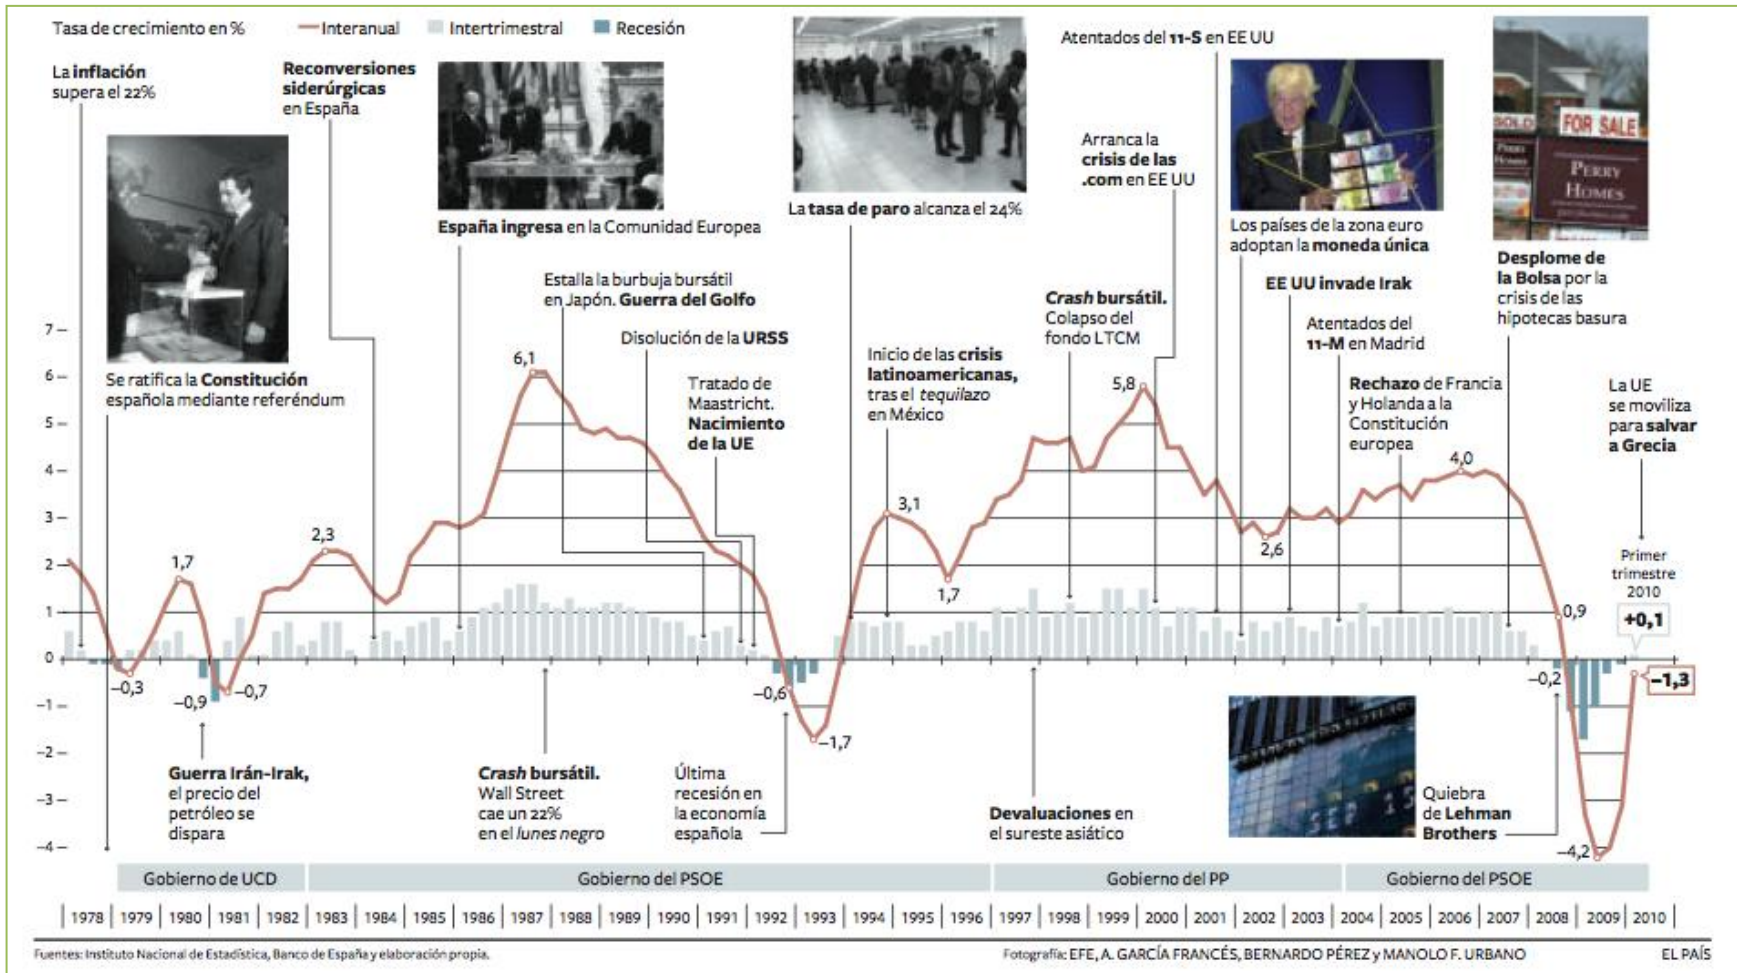 Tasa de crecimiento en %
Interanual
Intertrimestral
Recesión
La inflación
supera el 22%
Reconversiones
siderúrgicas
en España
Se ratifica la Constitución
española mediante referéndum
España ingresa en la Comunidad Europea
Estalla la burbuja bursátil
en Japón. Guerra del Golfo
Disolución de la URSS
Tratado de
Maastricht.
Nacimiento
de la UE
La tasa de paro alcanza el 24%
Inicio de las crisis
latinoamericanas,
tras el tequilazo
en México
Crash bursátil.
Colapso del
fondo LTCM
Arranca la
crisis de las
.com en EE UU
Atentados del 11-S en EE UU
Los países de la zona euro
adoptan la moneda única
EE UU invade Irak
Atentados del
11-M en Madrid
Rechazo de Francia
y Holanda a la
Constitución
europea
SOLD
FOR SALE
PERRY
HOMES
Desplome de
la Bolsa por la
crisis de las
hipotecas basura
La UE
se moviliza
para salvar
a Grecia
Primer
trimestre
2010
+0,1
−1,3
7
6
5
4
3
2
1
0
−1
−2
−3
−4
−0,3
1,7
−0,9
−0,7
2,3
6,1
−0,6
−1,7
3,1
1,7
5,8
2,6
4,0
0,9
−0,2
−4,2
Guerra Irán-Irak,
el precio del
petróleo se
dispara
Crash bursátil.
Wall Street
cae un 22%
en el lunes negro
Última
recesión en
la economía
española
Devaluaciones en
el sureste asiático
SEP 15
Quiebra
de Lehman
Brothers
Gobierno de UCD
Gobierno del PSOE
Gobierno del PP
Gobierno del PSOE
1978 1979 1980 1981 1982 1983 1984 1985 1986 1987 1988 1989 1990 1991 1992 1993 1994 1995 1996 1997 1998 1999 2000 2001 2002 2003 2004 2005 2006 2007 2008 2009 2010
Fuentes: Instituto Nacional de Estadística, Banco de España y elaboración propia.
Fotografía: EFE, A. GARCÍA FRANCÉS, BERNARDO PÉREZ y MANOLO F. URBANO
EL PAÍS